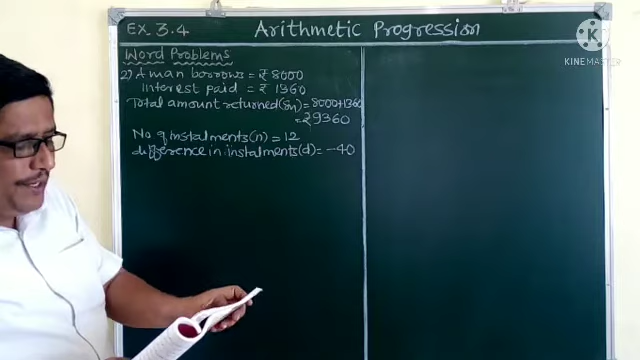 EX 3.4 Arithmetic Progression
Word Problems
2) A man borrows = ₹ 8000
Interest paid = ₹ 1360
Total amount returned (Sn) = 8000+1360
= ₹9360
No of instalments (n) = 12
difference in instalments (d) = -40
K
KINEMASTER